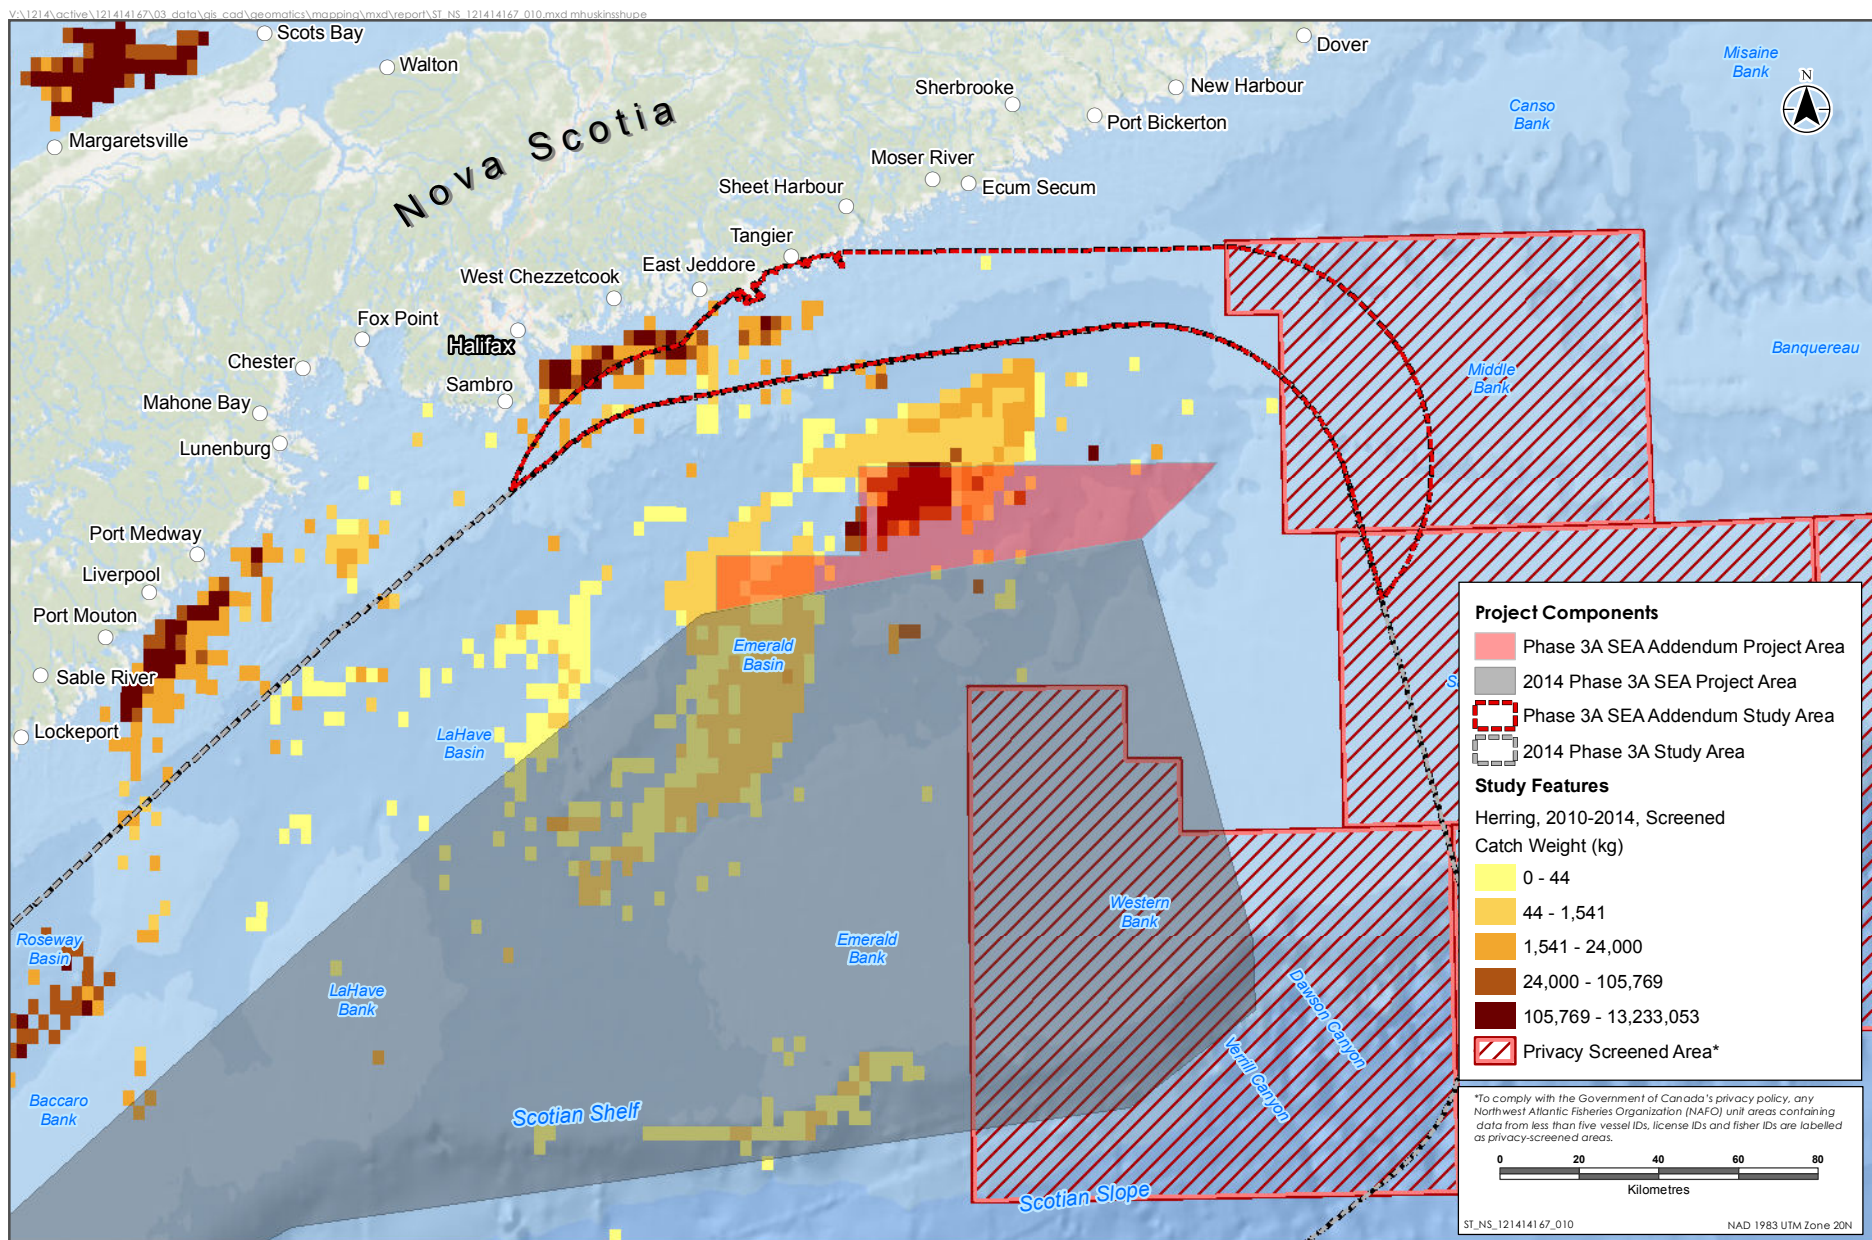 V:\1214\active\121414167\03_data\gis_cad\geomatics\mapping\mxd\report\ST_NS_121414167_010.mxd mhuskinsshupe
Scots Bay
Walton
Margaretsville
Nova Scotia
Dover
Sherbrooke
New Harbour
Port Bickerton
Moser River
Ecum Secum
Sheet Harbour
Tangier
East Jeddore
West Chezzetcook
Fox Point
Halifax
Chester
Sambro
Mahone Bay
Lunenburg
Port Medway
Liverpool
Port Mouton
Sable River
Lockeport
Misaine
Bank
Canso
Bank
N
Banquereau
Middle
Bank
Emerald
Basin
LaHave
Basin
Roseway
Basin
LaHave
Bank
Emerald
Bank
Western
Bank
Baccaro
Bank
Dawson Canyon
Verrill Canyon
Scotian Shelf
Scotian Slope
Project Components
Phase 3A SEA Addendum Project Area
2014 Phase 3A SEA Project Area
Phase 3A SEA Addendum Study Area
2014 Phase 3A Study Area
Study Features
Herring, 2010-2014, Screened
Catch Weight (kg)
0 - 44
44 - 1,541
1,541 - 24,000
24,000 - 105,769
105,769 - 13,233,053
Privacy Screened Area*
*To comply with the Government of Canada's privacy policy, any
Northwest Atlantic Fisheries Organization (NAFO) unit areas containing
data from less than five vessel IDs, license IDs and fisher IDs are labelled
as privacy-screened areas.
0 20 40 60 80
Kilometres
ST_NS_121414167_010
NAD 1983 UTM Zone 20N